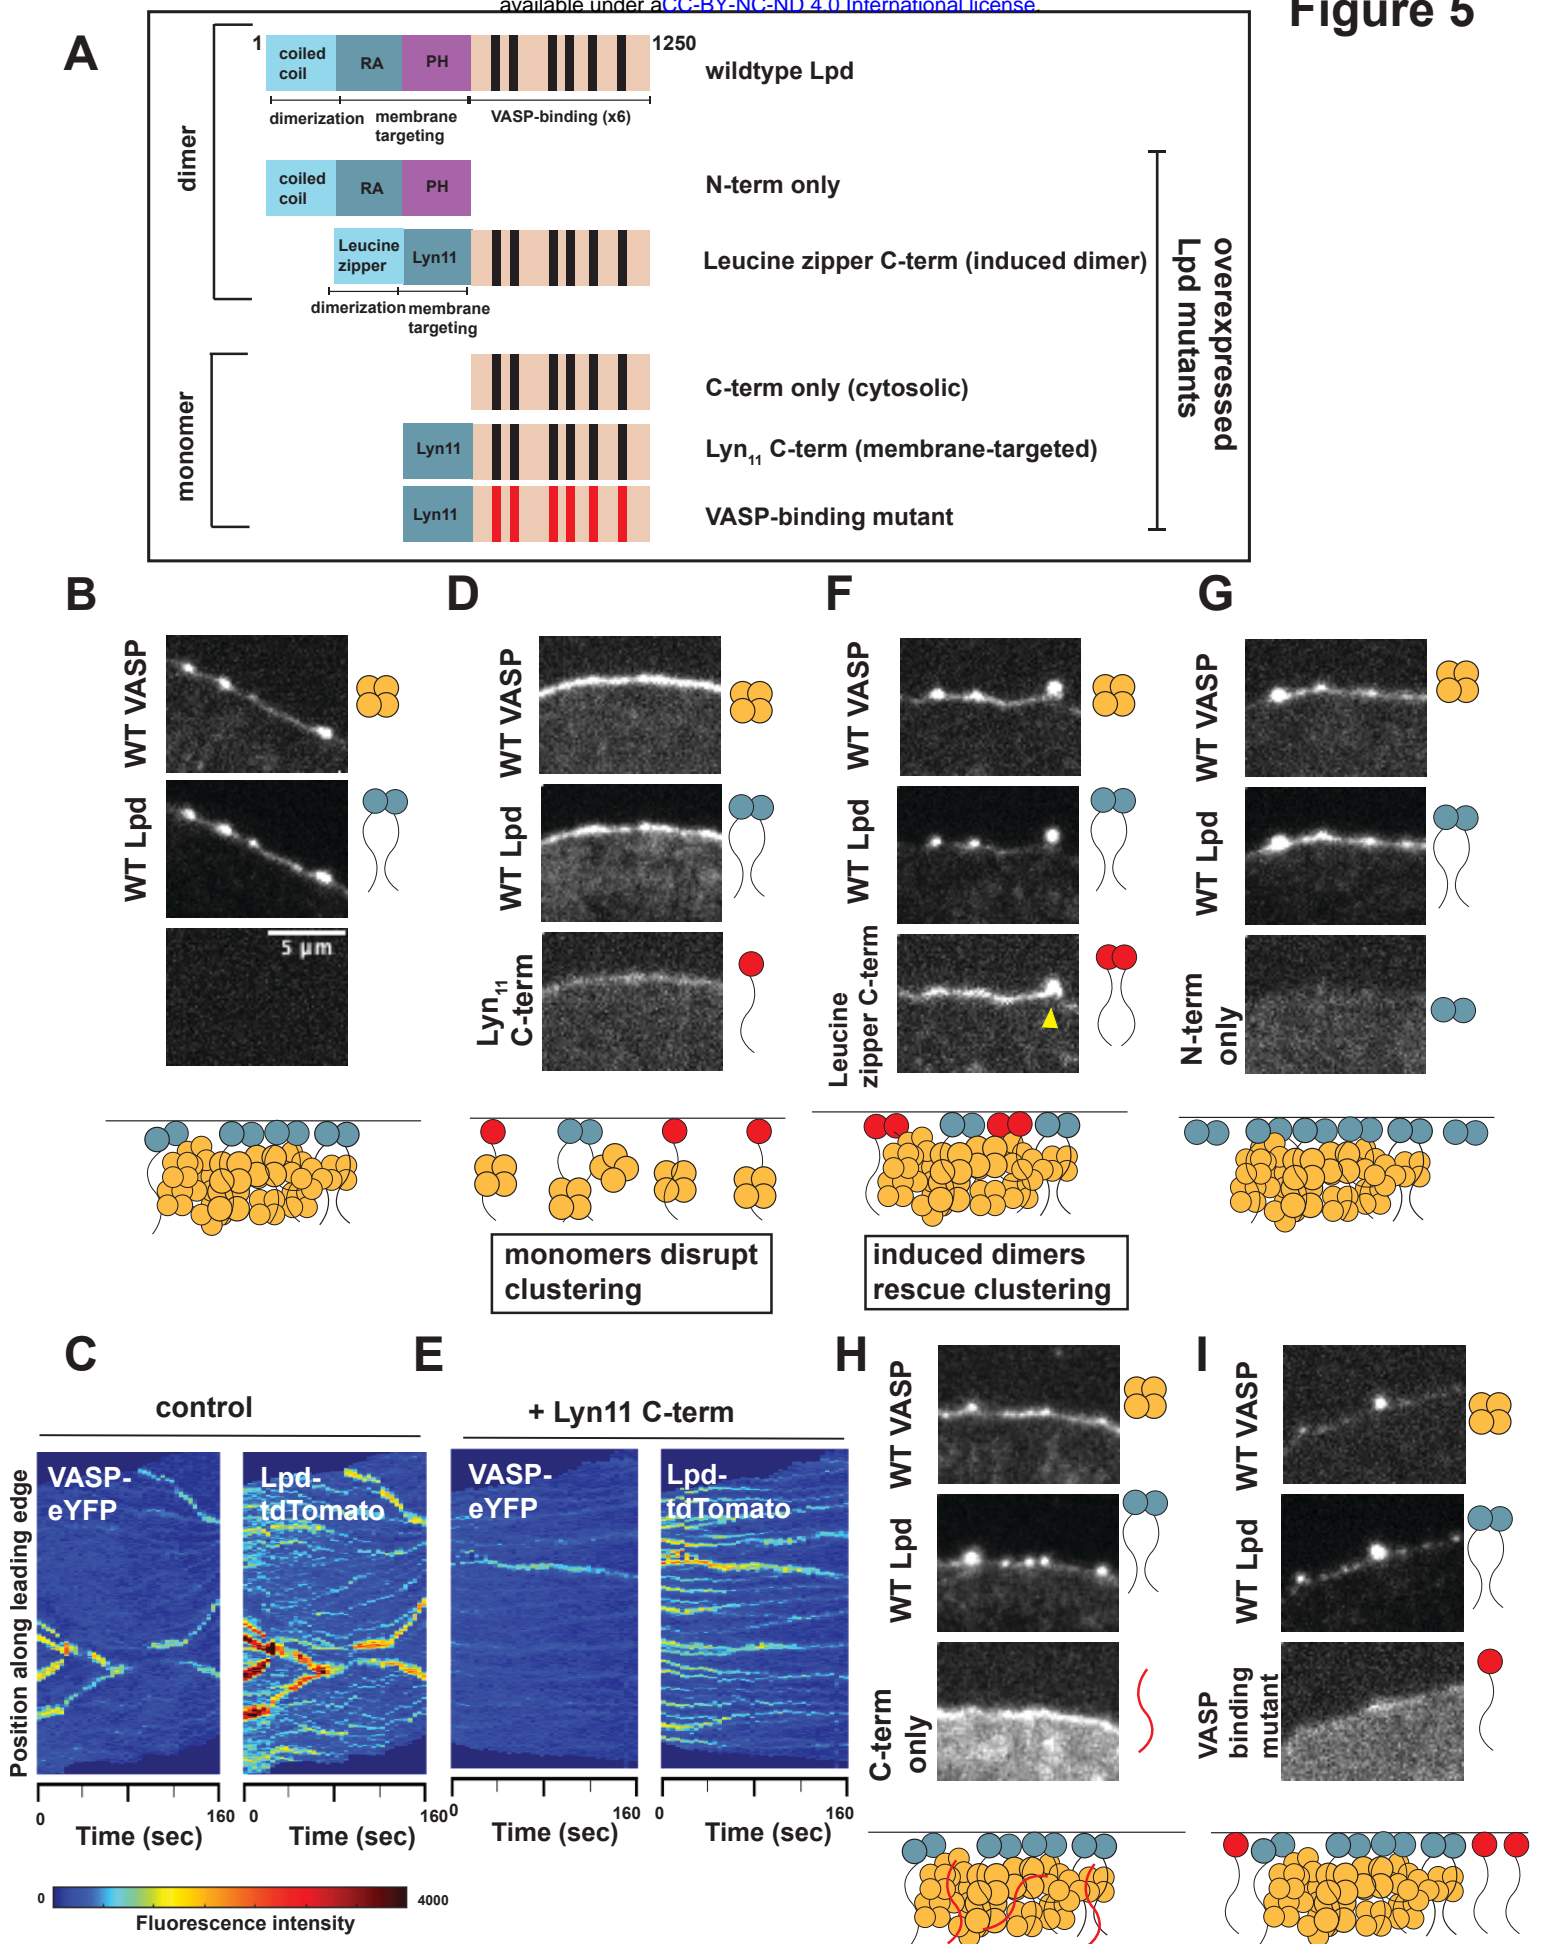 available under aCC-BY-NC-ND 4.0 International license.
Figure 5
A
1
1250
coiled
coil
RA
PH
wildtype Lpd
dimerization
membrane
targeting
VASP-binding (x6)
dimer
coiled
coil
RA
PH
N-term only
Leucine
zipper
Lyn11
Leucine zipper C-term (induced dimer)
dimerization
membrane
targeting
overexpressed
Lpd mutants
monomer
C-term only (cytosolic)
Lyn11
Lyn11 C-term (membrane-targeted)
Lyn11
VASP-binding mutant
B
WT VASP
WT Lpd
5 µm
D
WT VASP
WT Lpd
Lyn11
C-term
monomers disrupt
clustering
F
WT VASP
WT Lpd
Leucine
zipper C-term
induced dimers
rescue clustering
G
WT VASP
WT Lpd
N-term
only
C
control
Position along leading edge
VASP-
eYFP
Lpd-
tdTomato
0
160
Time (sec)
0
160
Time (sec)
0
4000
Fluorescence intensity
E
+ Lyn11 C-term
VASP-
eYFP
Lpd-
tdTomato
0
160
Time (sec)
0
160
Time (sec)
H
WT VASP
WT Lpd
C-term
only
I
WT VASP
WT Lpd
VASP
binding
mutant